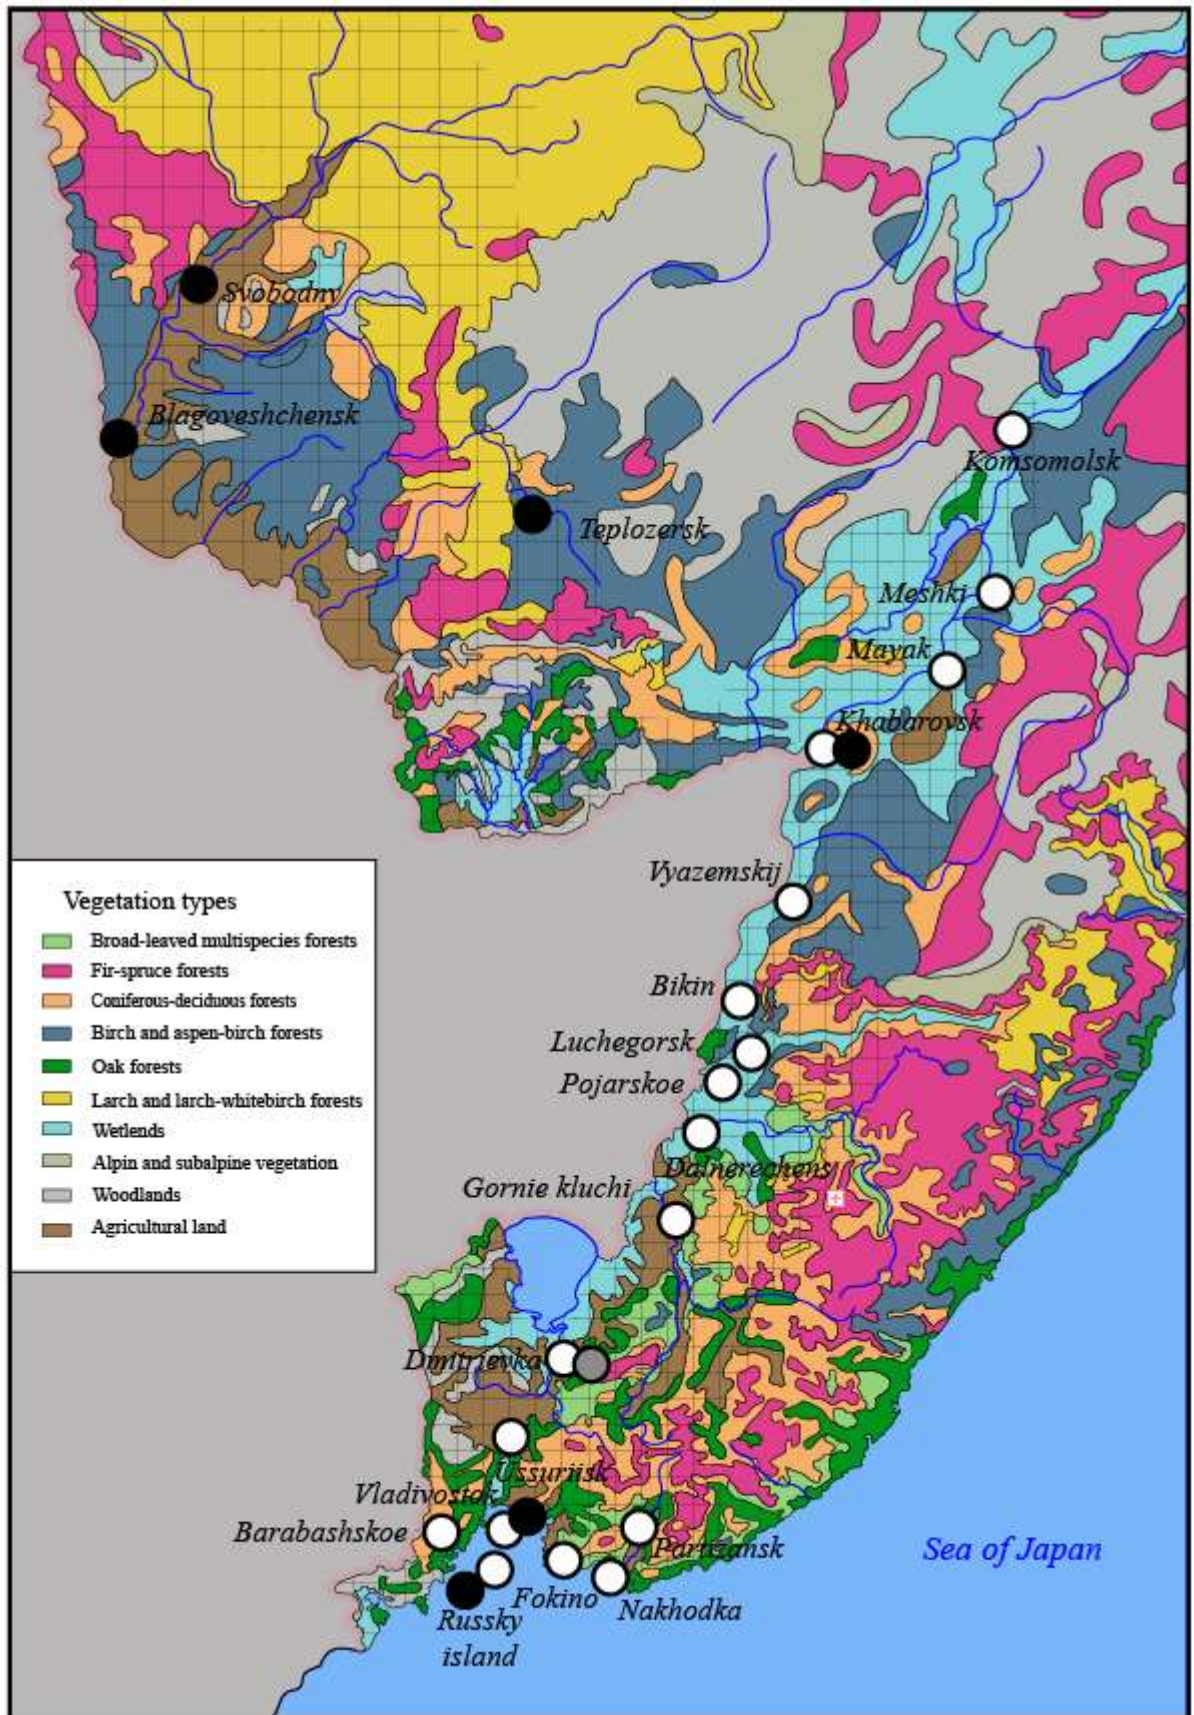 Svobodny
Blagoveshchensk
Komsomolsk
Teplozersk
Meshki
Mayak
Khabarovsk
Vyazemskij
Vegetation types
Broad-leaved multispecies forests
Fir-spruce forests
Coniferous-deciduous forests
Birch and aspen-birch forests
Oak forests
Larch and larch-whitebirch forests
Wetlends
Alpin and subalpine vegetation
Woodlands
Agricultural land
Bikin
Luchegorsk
Pojarskoe
Dalnerechens
Gornie kluchi
Dmitrievka
Ussuriisk
Vladivostok
Barabashskoe
Partizansk
Sea of Japan
Fokino
Nakhodka
Russky
island